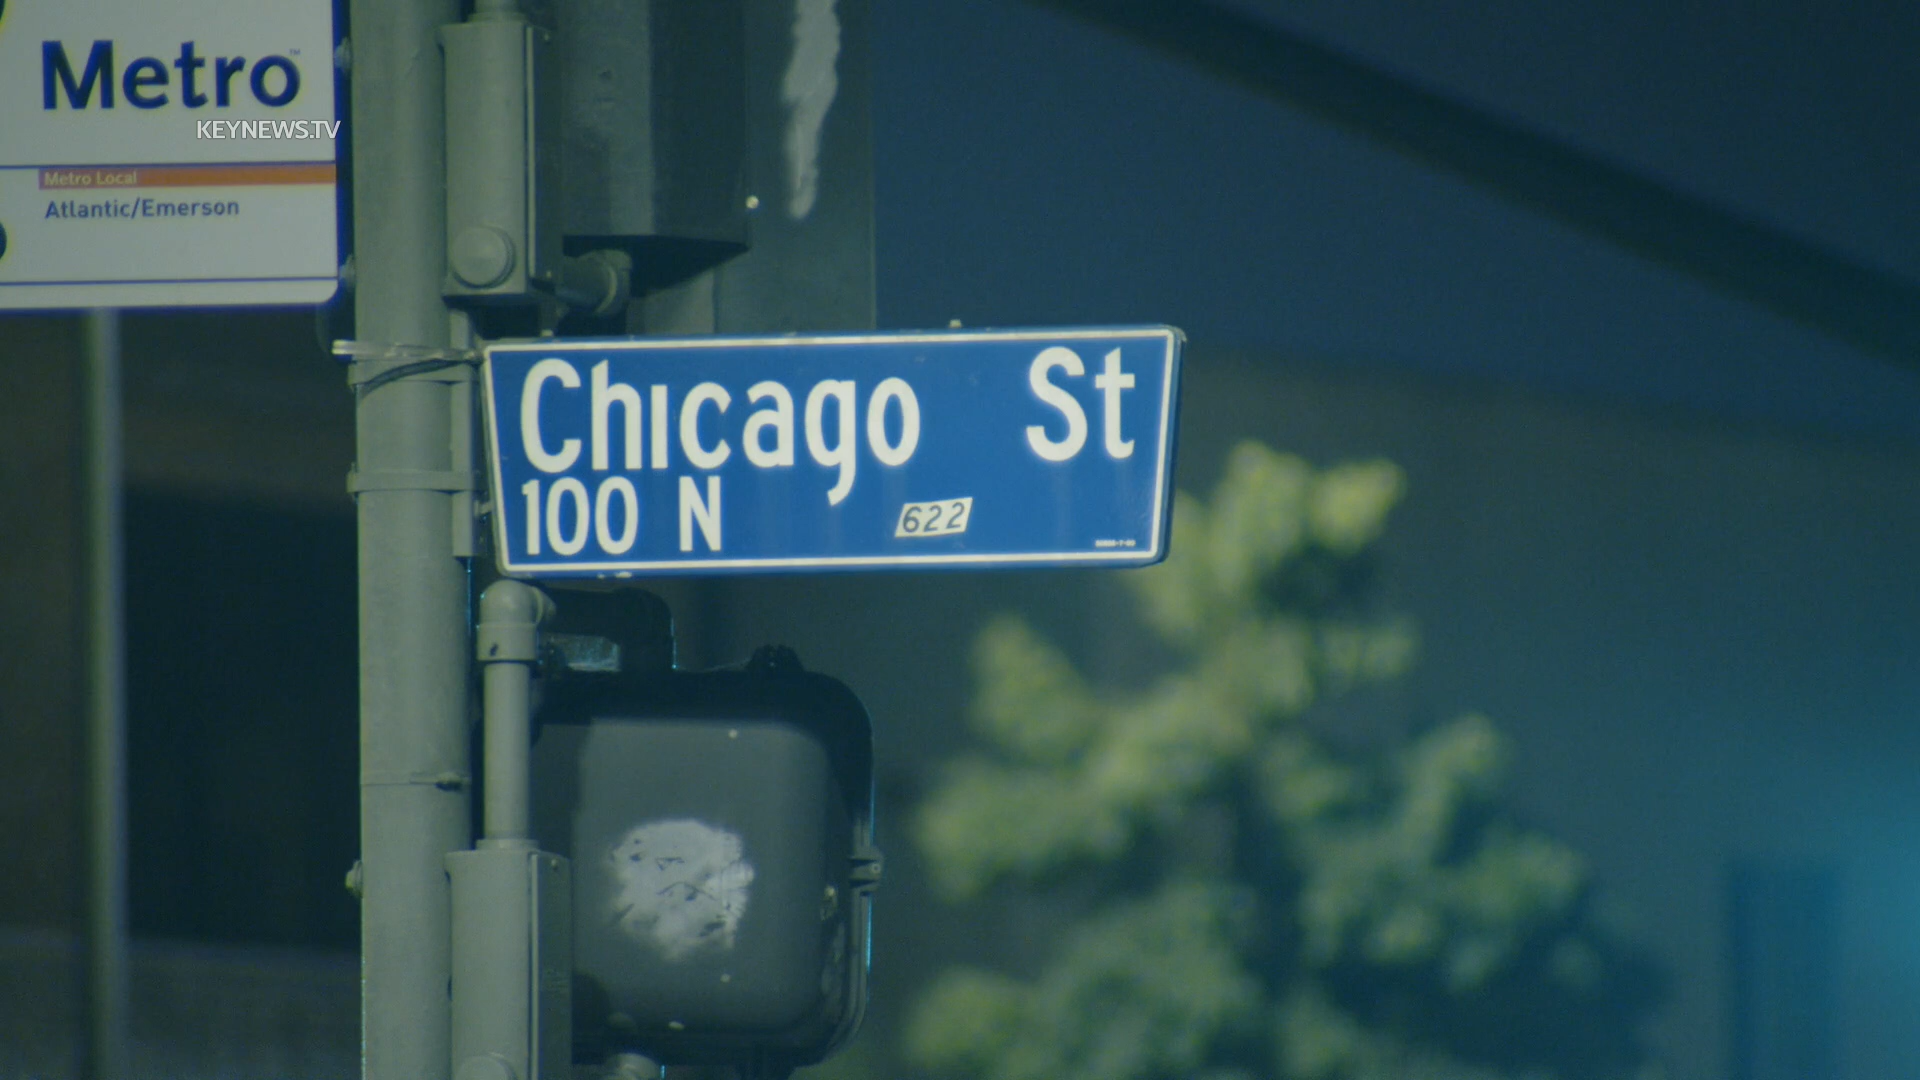 Metro
KEYNEWS.TV
Metro Local
Atlantic/Emerson
Chicago St
100 N
622